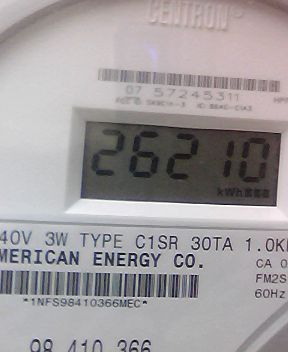 CENTRON®
07 57245311
26210
kWh
40V 3W TYPE C1SR 30TA 1.0K
MERICAN ENERGY CO.
CA 0
FM2S
*1NFS98410366MEC*
60Hz
98 410 366